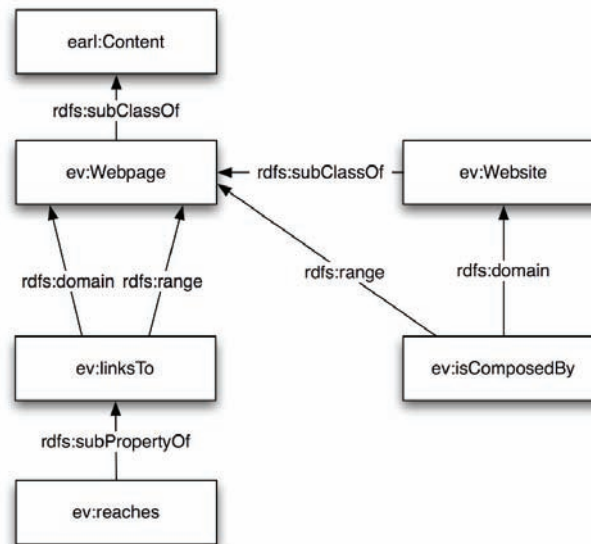 earl:Content
rdfs:subClassOf
ev:Webpage
rdfs:subClassOf
ev:Website
rdfs:domain
rdfs:range
rdfs:range
rdfs:domain
ev:linksTo
ev:isComposedBy
rdfs:subPropertyOf
ev:reaches